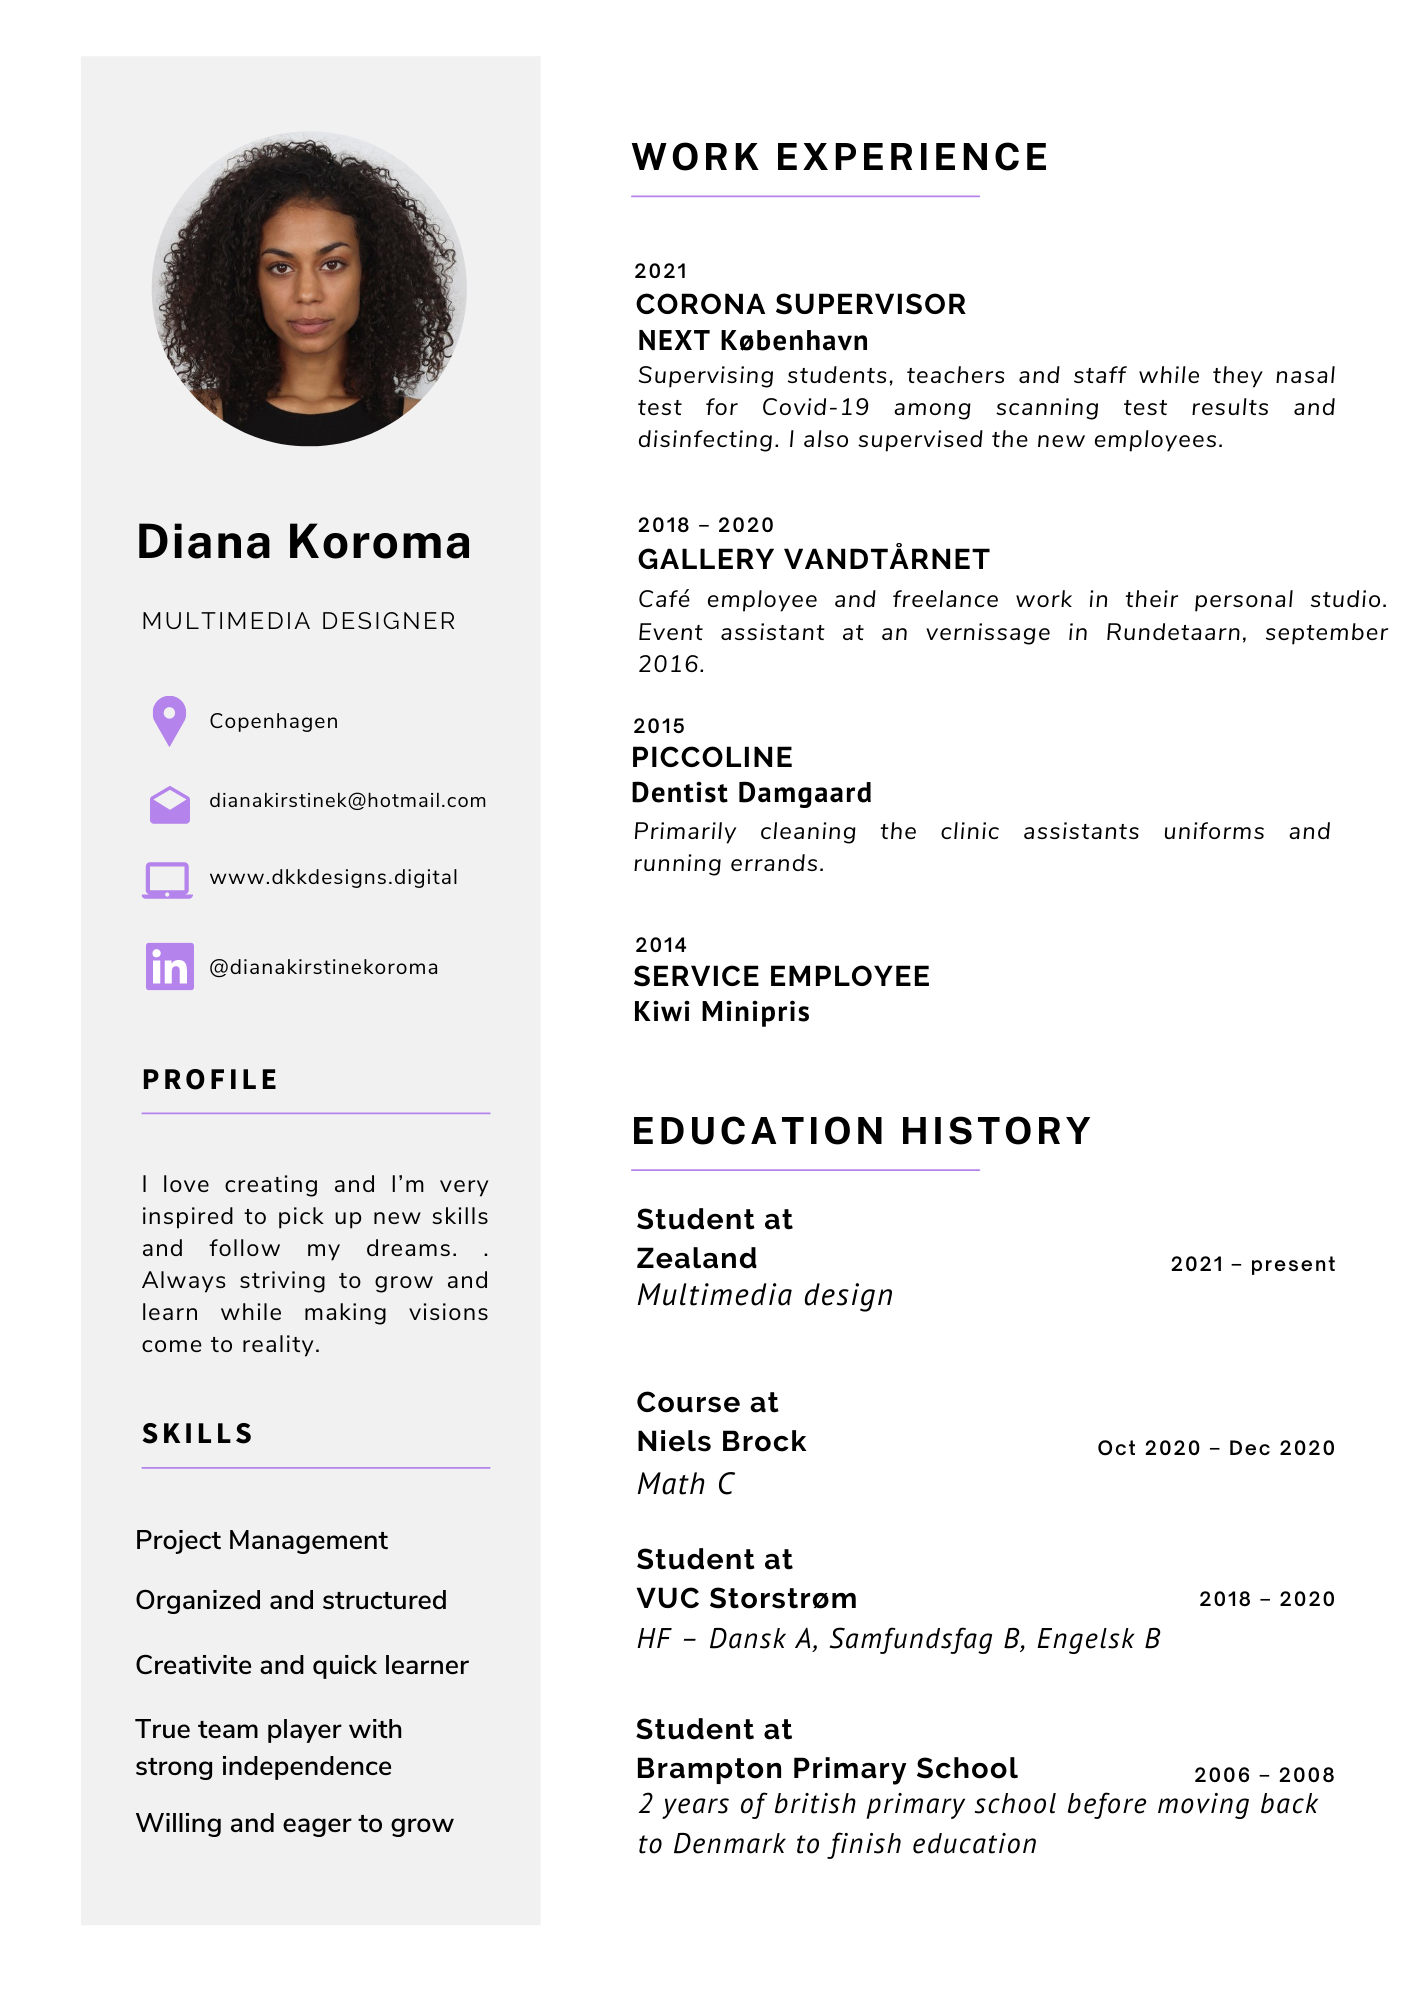 Diana Koroma
MULTIMEDIA DESIGNER
Copenhagen
dianakirstinek@hotmail.com
www.dkkdesigns.digital
in
@dianakirstinekoroma
PROFILE
I love creating and I’m very
inspired to pick up new skills
and follow my dreams. .
Always striving to grow and
learn while making visions
come to reality.
SKILLS
Project Management
Organized and structured
Creativite and quick learner
True team player with
strong independence
Willing and eager to grow
WORK EXPERIENCE
2021
CORONA SUPERVISOR
NEXT København
Supervising students, teachers and staff while they nasal
test for Covid-19 among scanning test results and
disinfecting. I also supervised the new employees.
2018 – 2020
GALLERY VANDTÅRNET
Café employee and freelance work in their personal studio.
Event assistant at an vernissage in Rundetaarn, september
2016.
2015
PICCOLINE
Dentist Damgaard
Primarily cleaning the clinic assistants uniforms and
running errands.
2014
SERVICE EMPLOYEE
Kiwi Minipris
EDUCATION HISTORY
Student at
Zealand
2021 – present
Multimedia design
Course at
Niels Brock
Oct 2020 – Dec 2020
Math C
Student at
VUC Storstrøm
2018 – 2020
HF – Dansk A, Samfundsfag B, Engelsk B
Student at
Brampton Primary School
2006 – 2008
2 years of british primary school before moving back
to Denmark to finish education